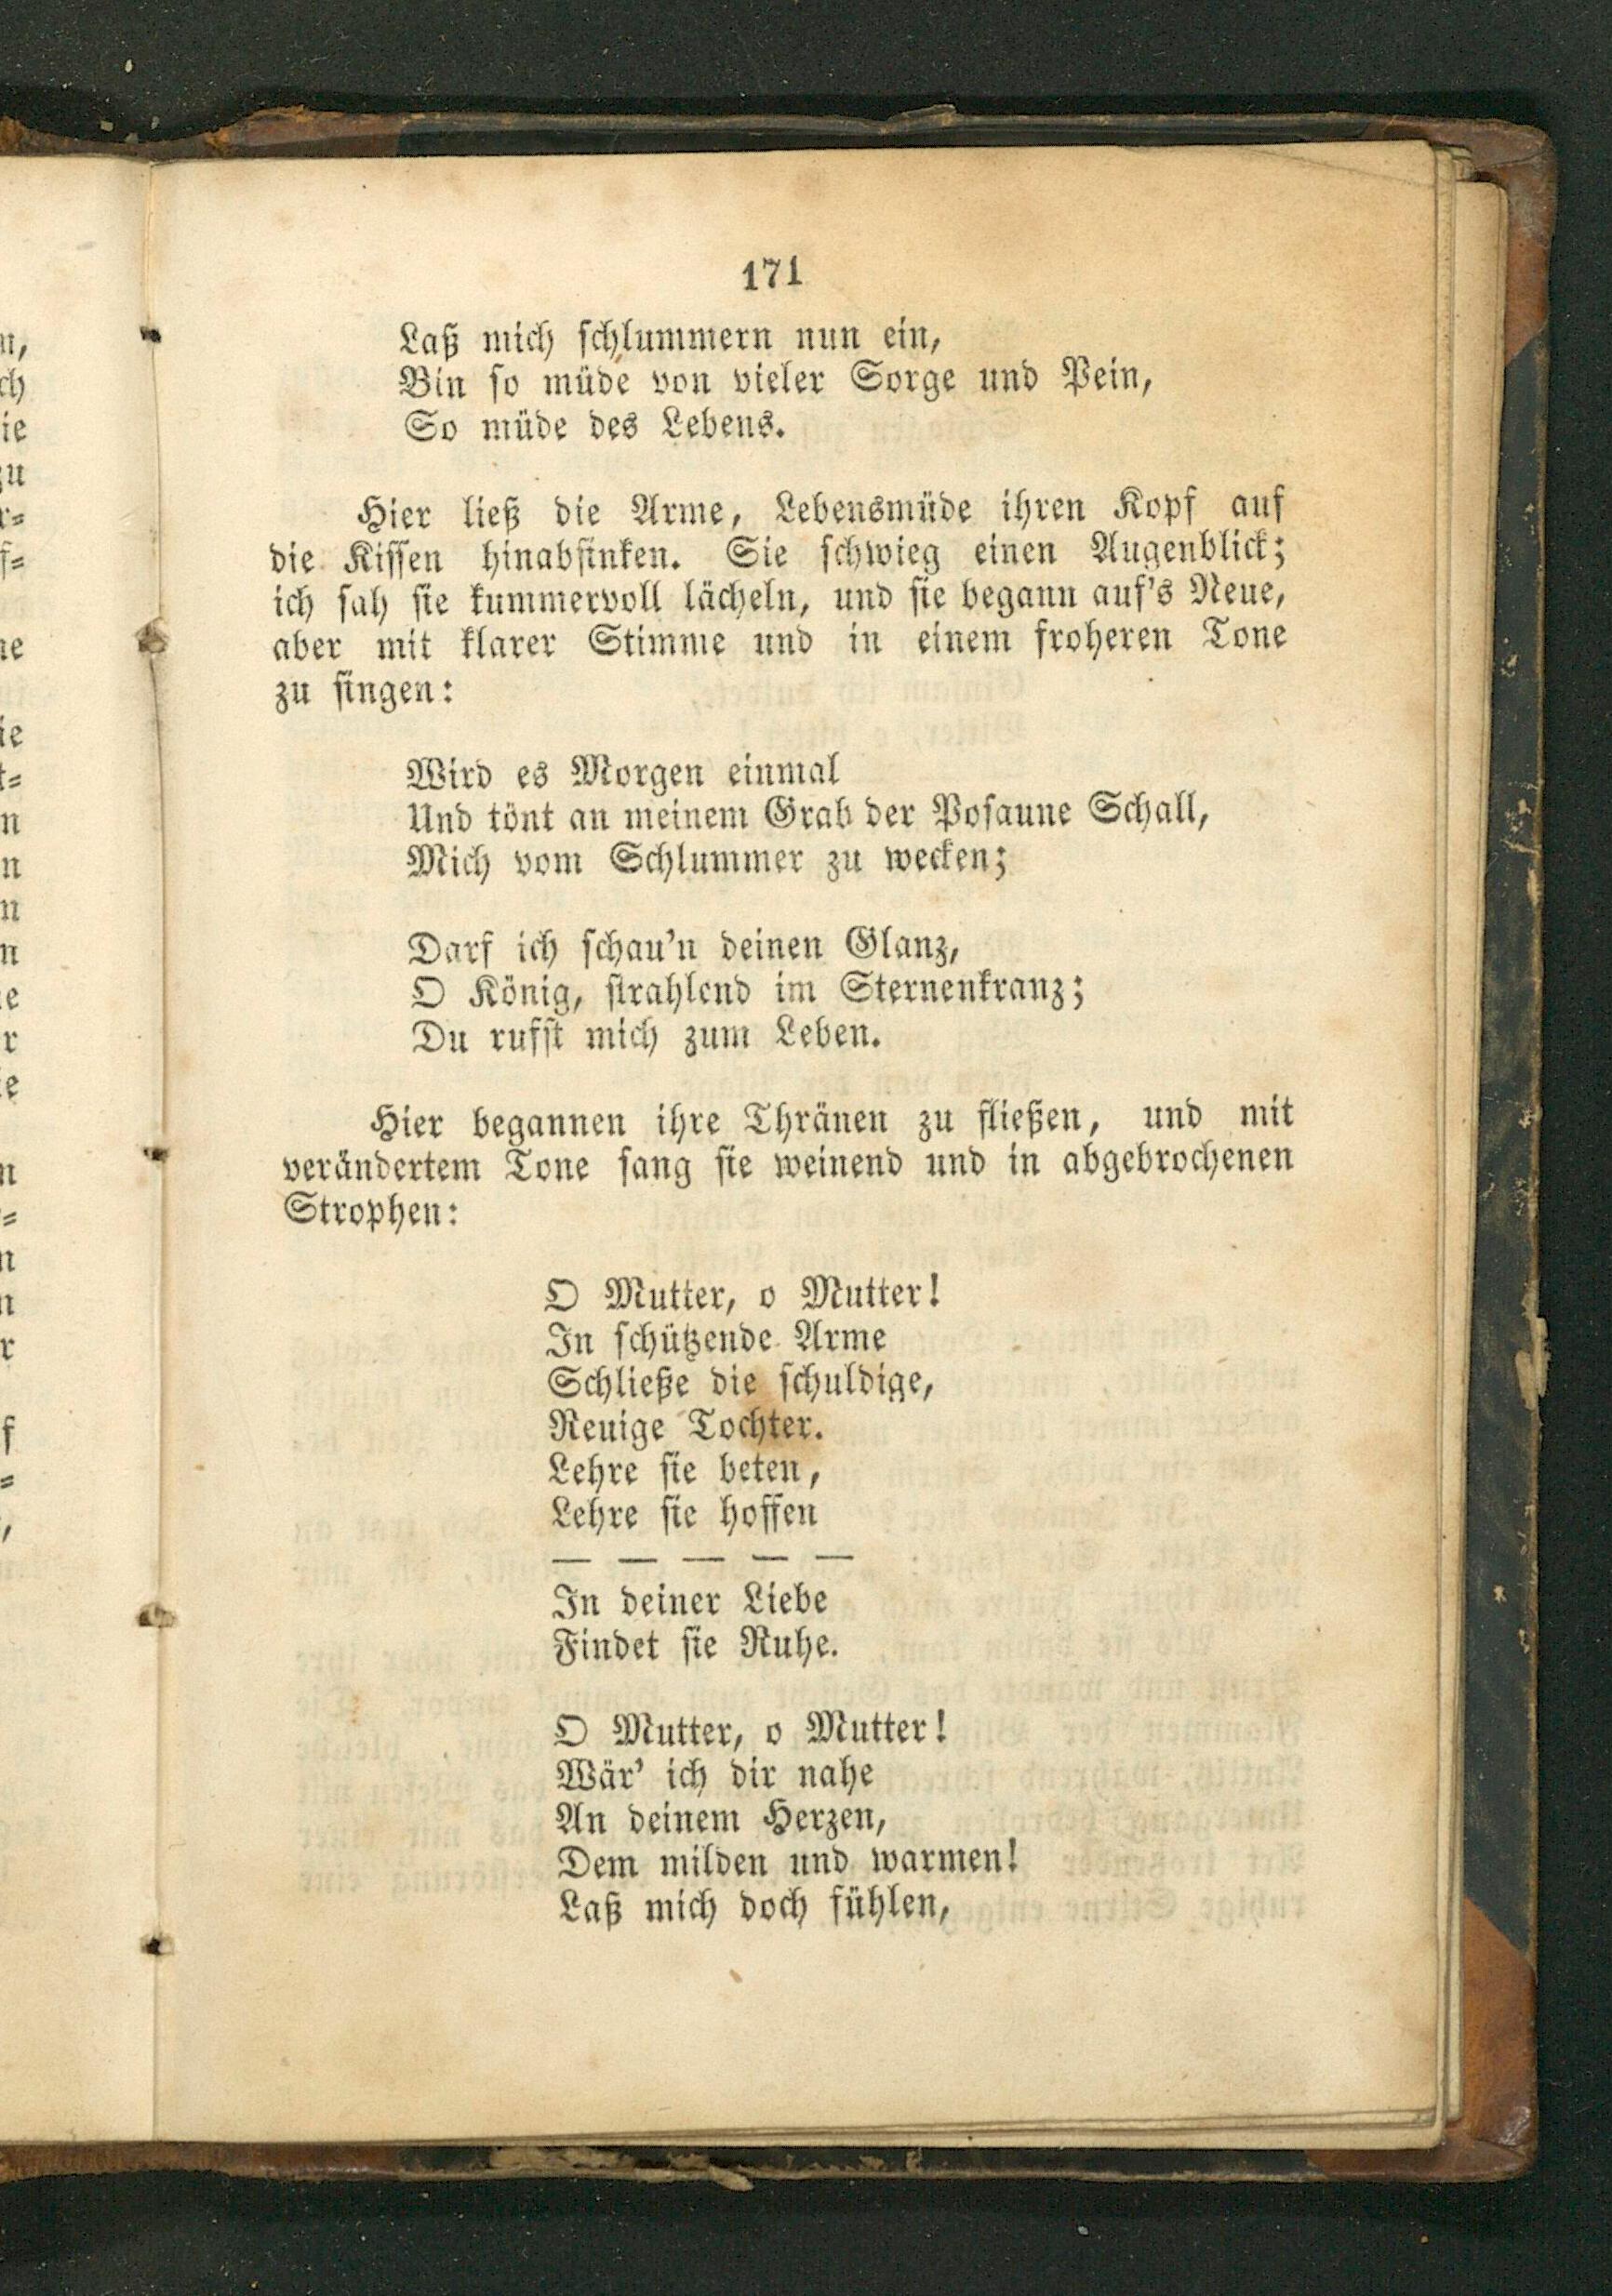 171
Laß mich schlummern nun ein,
Bin so müde von vieler Sorge und Pein,
So müde des Lebens.
Hier ließ die Arme, Lebensmüde ihren Kopf auf
die Kissen hinabsinken. Sie schwieg einen Augenblick;
ich sah sie kummervoll lächeln, und sie begann auf's Neue,
aber mit klarer Stimme und in einem froheren Tone
zu singen:
Wird es Morgen einmal
Und tönt an meinem Grab der Posaune Schall,
Mich vom Schlummer zu wecken;
Darf ich schau'n deinen Glanz,
O König, strahlend im Sternenkranz;
Du rufst mich zum Leben.
Hier begannen ihre Thränen zu fließen, und mit
verändertem Tone sang sie weinend und in abgebrochenen
Strophen:
O Mutter, o Mutter!
In schützende Arme
Schließe die schuldige,
Reuige Tochter.
Lehre sie beten,
Lehre sie hoffen
— — — — —
In deiner Liebe
Findet sie Ruhe.
O Mutter, o Mutter!
Wär' ich dir nahe
An deinem Herzen,
Dem milden und warmen!
Laß mich doch fühlen,